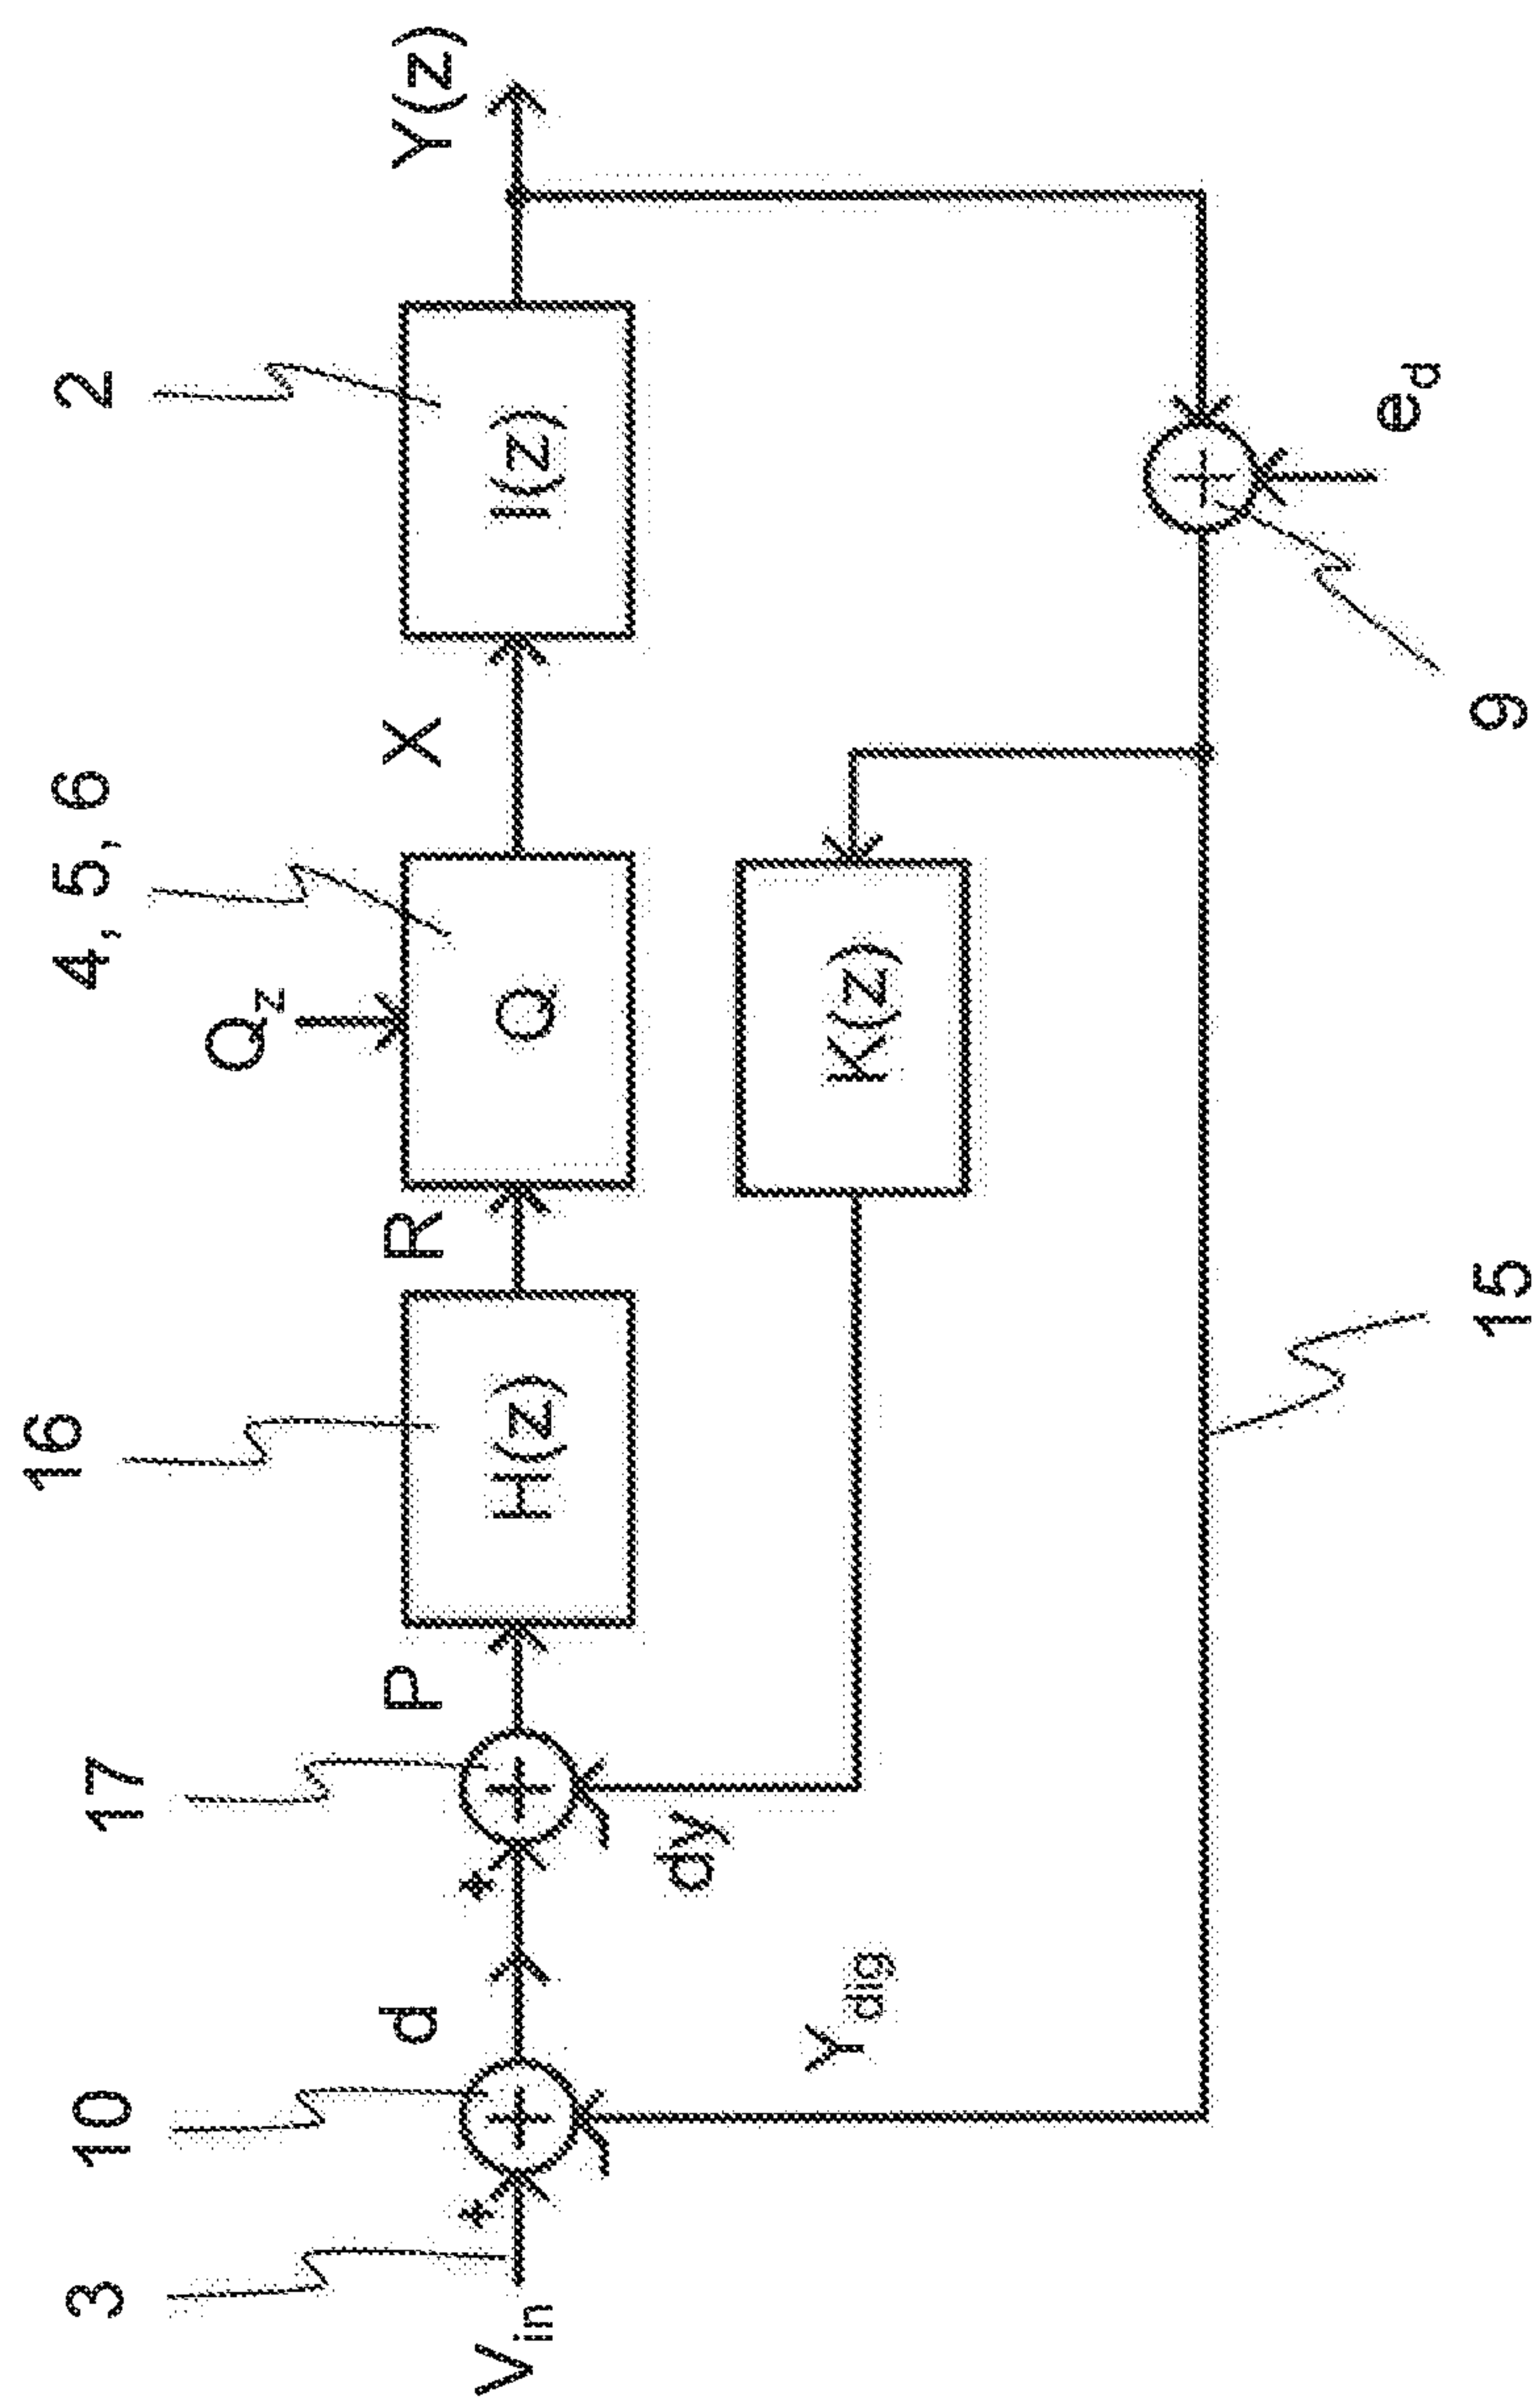 3
10
17
16
4, 5, 6
2
V_in
d
P
H(z)
R
Q_z
Q
X
I(z)
Y(z)
dy
K(z)
Y_dig
e_d
15
9